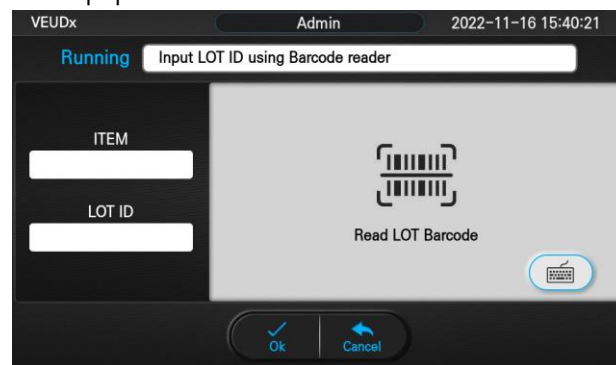 VEUDx Admin 2022-11-16 15:40:21
Running Input LOT ID using Barcode reader
ITEM
LOT ID
Read LOT Barcode
Ok Cancel